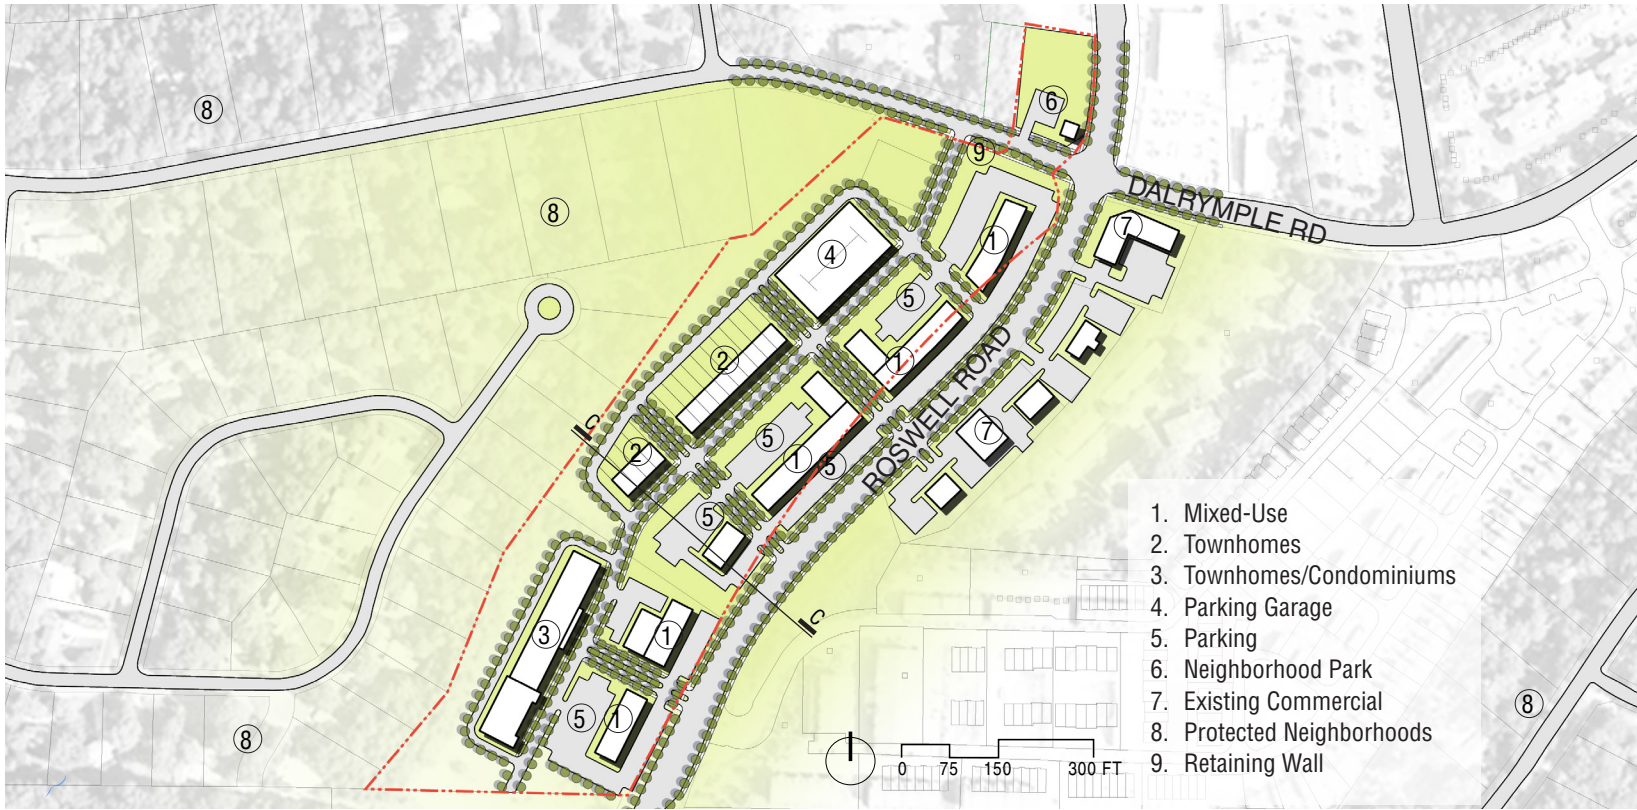 8
6
9
DALRYMPLE RD
7
8
1
4
5
ROSWELL ROAD
2
1
C
7
5
1
5
2
5
C
3
1
5
1
8
8
1. Mixed-Use
2. Townhomes
3. Townhomes/Condominiums
4. Parking Garage
5. Parking
6. Neighborhood Park
7. Existing Commercial
8. Protected Neighborhoods
9. Retaining Wall
0 75 150 300 FT